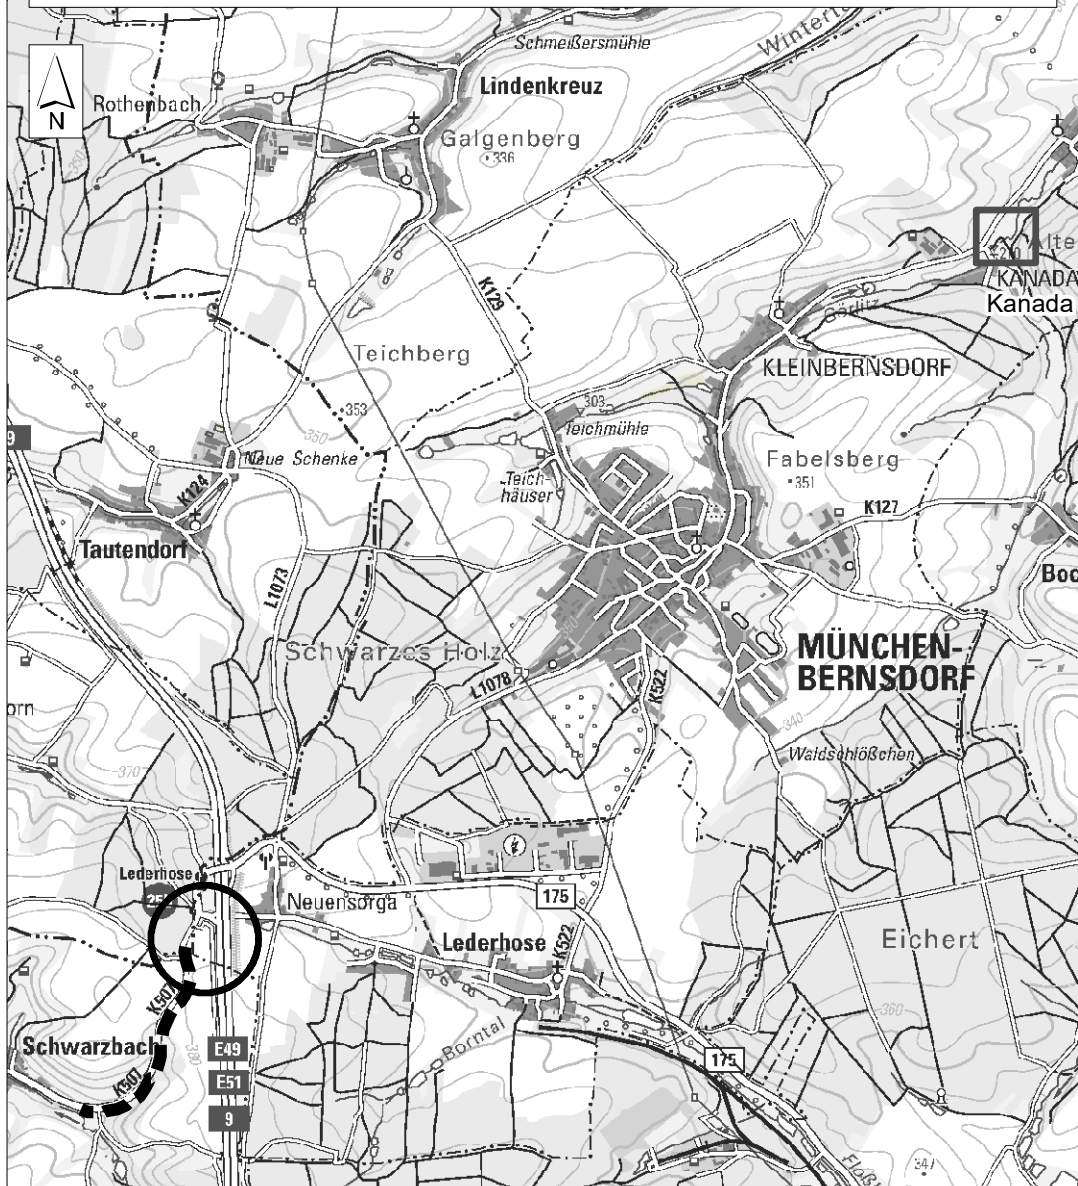 Schmeißersmühle
Lindenkreuz
Rothenbach
N
Galgenberg
336
KANADA
Kanada
K129
Görlitz
Teichberg
KLEINBERNSDORF
353
350
303
Teichmühle
9
Neue Schenke
Teich-
häuser
Fabelsberg
351
K124
K127
Tautendorf
L1073
Schwarzes Holz
L1078
K522
MÜNCHEN-
BERNSDORF
340
Waldschlößchen
370
Lederhose
Neuensorga
175
Lederhose
K522
Eichert
K507
360
Schwarzbach
380
E49
Borntal
175
K507
E51
9
347